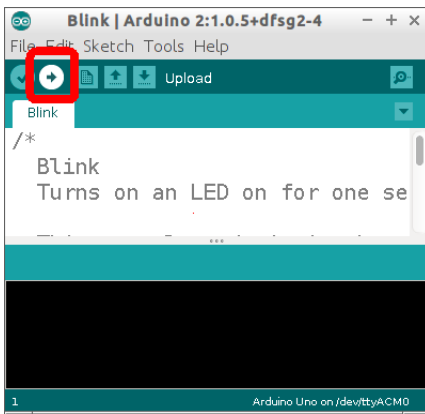 Blink | Arduino 2:1.0.5+dfsg2-4
File Edit Sketch Tools Help
Upload
Blink
/*
Blink
Turns on an LED on for one se
1
Arduino Uno on /dev/ttyACM0